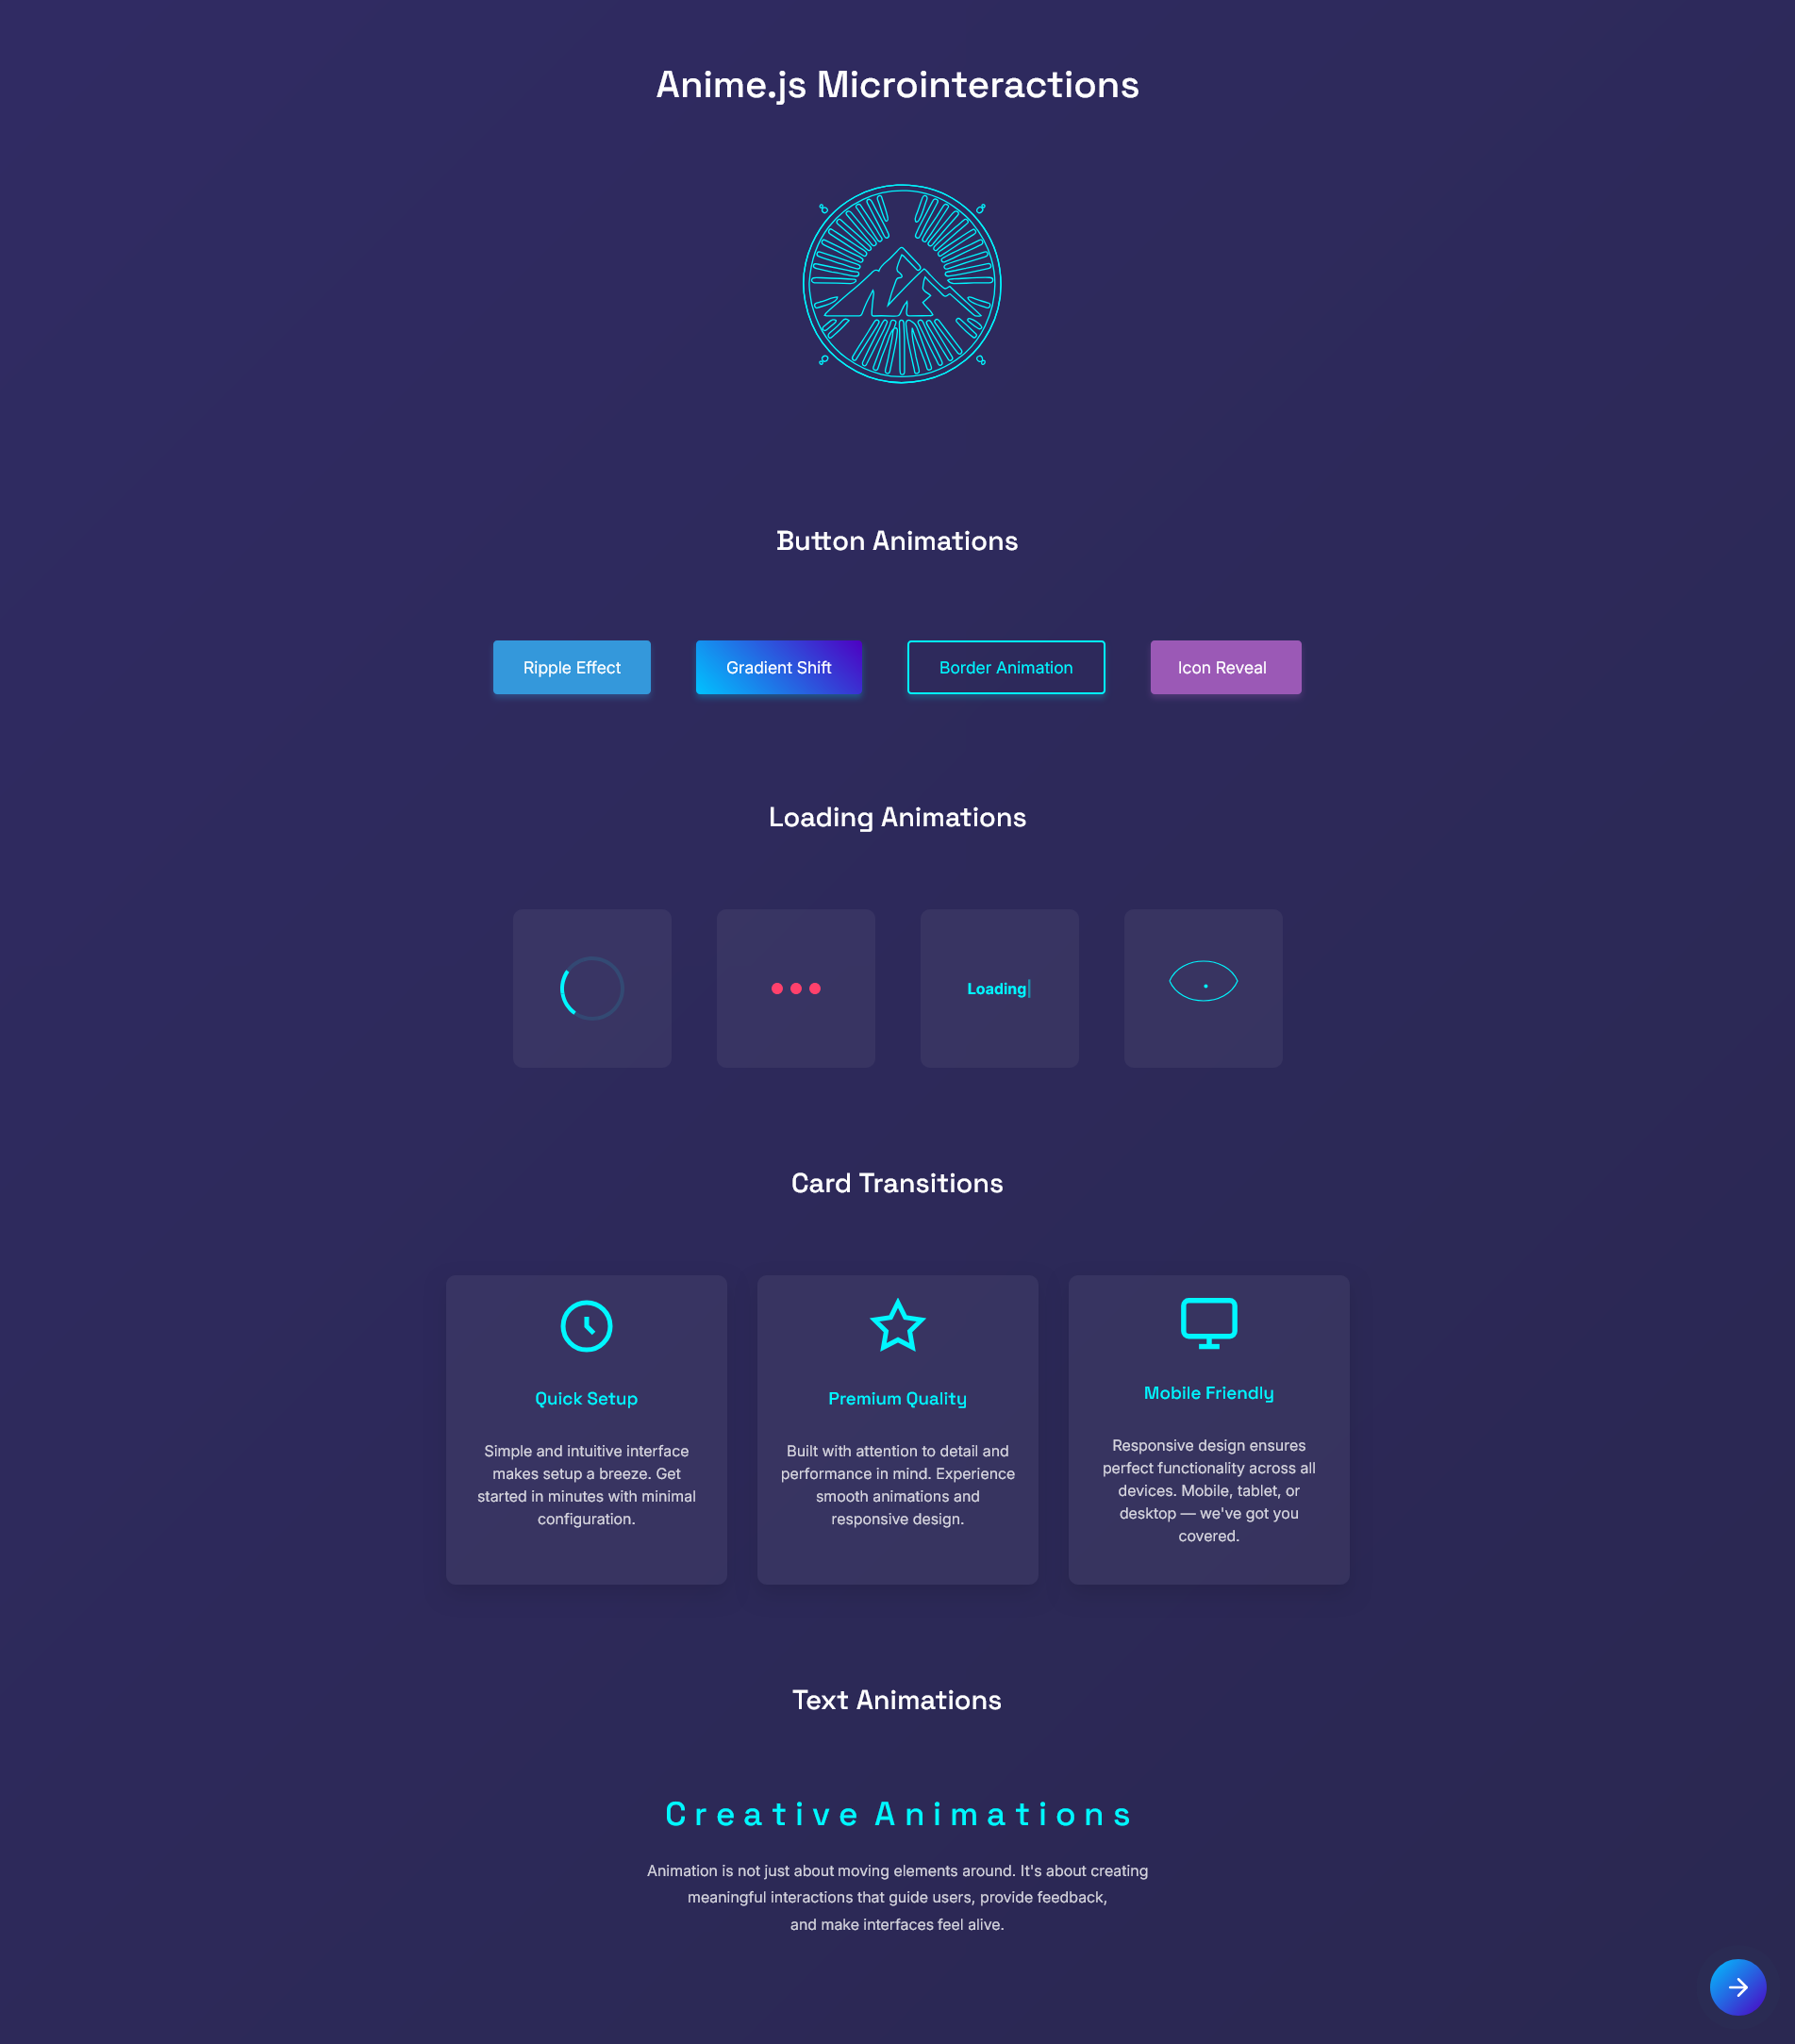 Anime.js Microinteractions
Button Animations
Ripple Effect
Gradient Shift
Border Animation
Icon Reveal
Loading Animations
Loading
Card Transitions
Quick Setup
Simple and intuitive interface
makes setup a breeze. Get
started in minutes with minimal
configuration.
Premium Quality
Built with attention to detail and
performance in mind. Experience
smooth animations and
responsive design.
Mobile Friendly
Responsive design ensures
perfect functionality across all
devices. Mobile, tablet, or
desktop — we've got you
covered.
Text Animations
Creative Animations
Animation is not just about moving elements around. It's about creating
meaningful interactions that guide users, provide feedback,
and make interfaces feel alive.